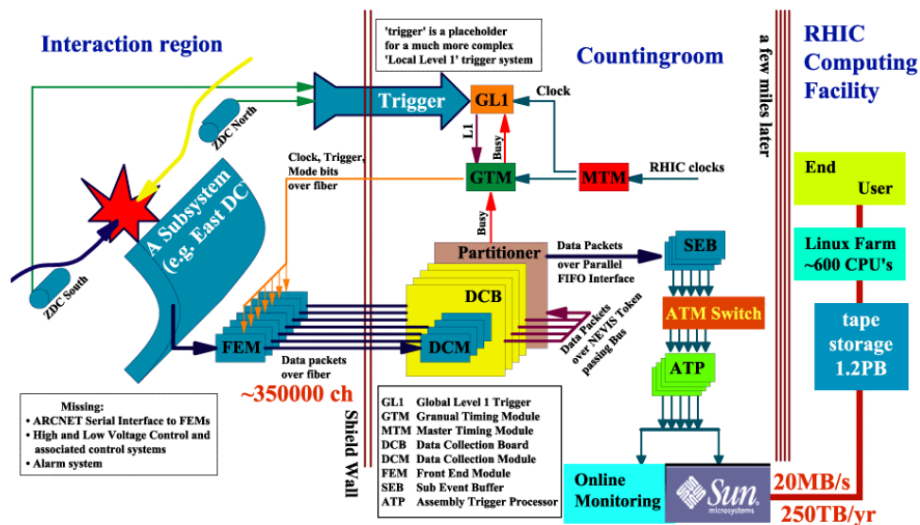 Interaction region
'trigger' is a placeholder
for a much more complex
'Local Level 1' trigger system
Countingroom
a few miles later
RHIC
Computing
Facility
ZDC North
Trigger
GL1
Clock
L1
Busy
Clock, Trigger,
Mode bits
over fiber
GTM
MTM
RHIC clocks
End
User
A Subsystem
(e.g. East DC)
ZDC South
Busy
Partitioner
Data Packets
over Parallel
FIFO Interface
SEB
Linux Farm
~600 CPU's
DCB
ATM Switch
tape
storage
1.2PB
FEM
DCM
Data Packets
over NEVIS Token
passing Bus
Data packets
over fiber
ATP
~350000 ch
Missing:
• ARCNET Serial Interface to FEMs
• High and Low Voltage Control and
associated control systems
• Alarm system
Shield Wall
GL1 Global Level 1 Trigger
GTM Granual Timing Module
MTM Master Timing Module
DCB Data Collection Board
DCM Data Collection Module
FEM Front End Module
SEB Sub Event Buffer
ATP Assembly Trigger Processor
Online
Monitoring
Sun
microsystems
20MB/s
250TB/yr